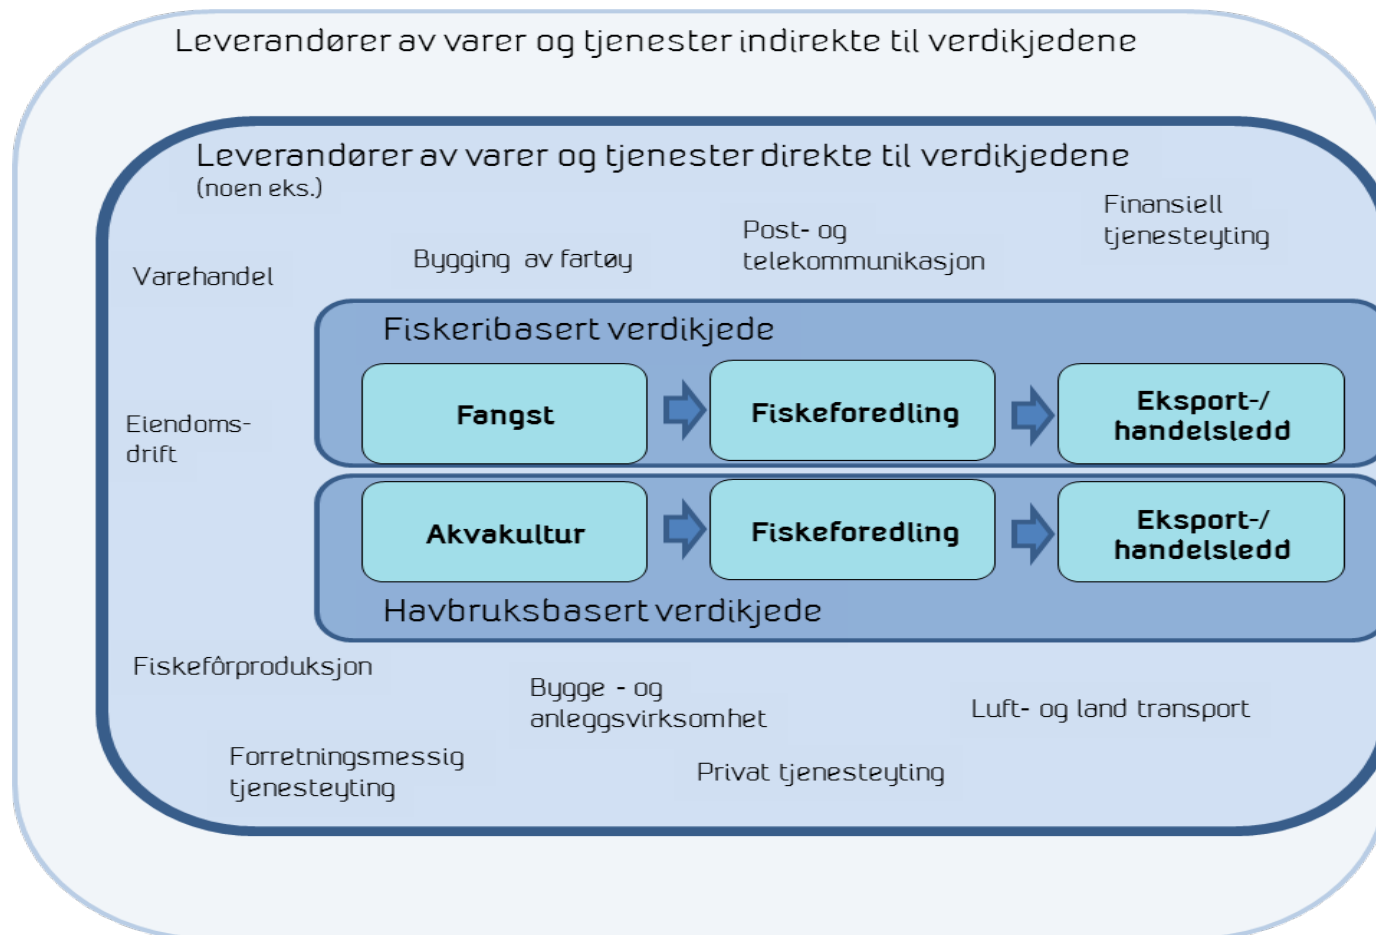 Leverandører av varer og tjenester indirekte til verdikjedene
Leverandører av varer og tjenester direkte til verdikjedene
(noen eks.)
Finansiell
tjenesteyting
Post- og
telekommunikasjon
Bygging av fartøy
Varehandel
Fiskeribasert verdikjede
Fangst
Fiskeforedling
Eksport-/
handelsledd
Eiendoms-
drift
Akvakultur
Fiskeforedling
Eksport-/
handelsledd
Havbruksbasert verdikjede
Fiskefôrproduksjon
Bygge - og
anleggsvirksomhet
Luft- og land transport
Forretningsmessig
tjenesteyting
Privat tjenesteyting